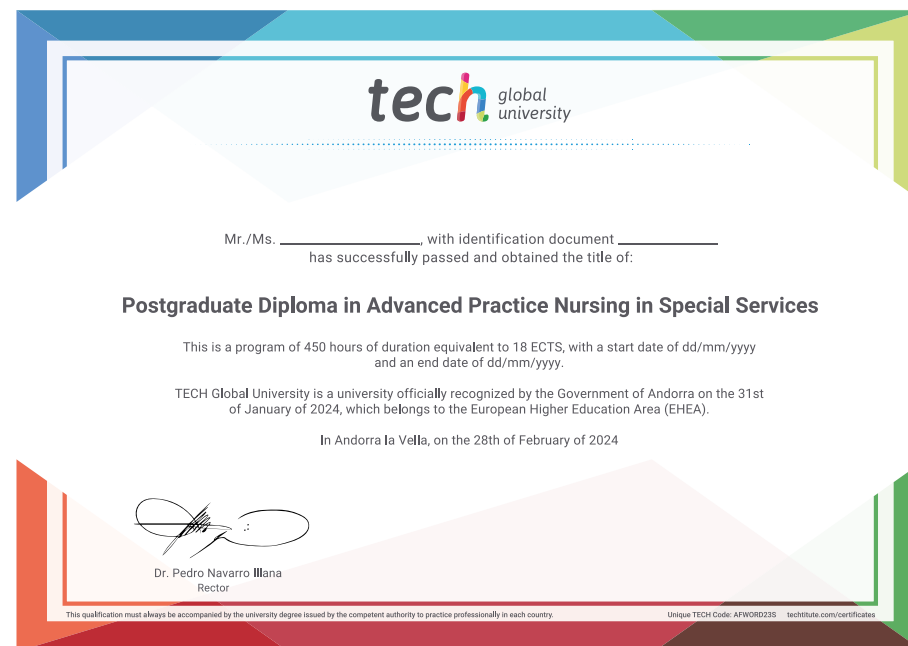 tech global university
Mr./Ms. ____________, with identification document ____________
has successfully passed and obtained the title of:
Postgraduate Diploma in Advanced Practice Nursing in Special Services
This is a program of 450 hours of duration equivalent to 18 ECTS, with a start date of dd/mm/yyyy
and an end date of dd/mm/yyyy.
TECH Global University is a university officially recognized by the Government of Andorra on the 31st
of January of 2024, which belongs to the European Higher Education Area (EHEA).
In Andorra la Vella, on the 28th of February of 2024
Dr. Pedro Navarro Illana
Rector
This qualification must always be accompanied by the university degree issued by the competent authority to practice professionally in each country.
Unique TECH Code: AFWORD23S techtitute.com/certificates